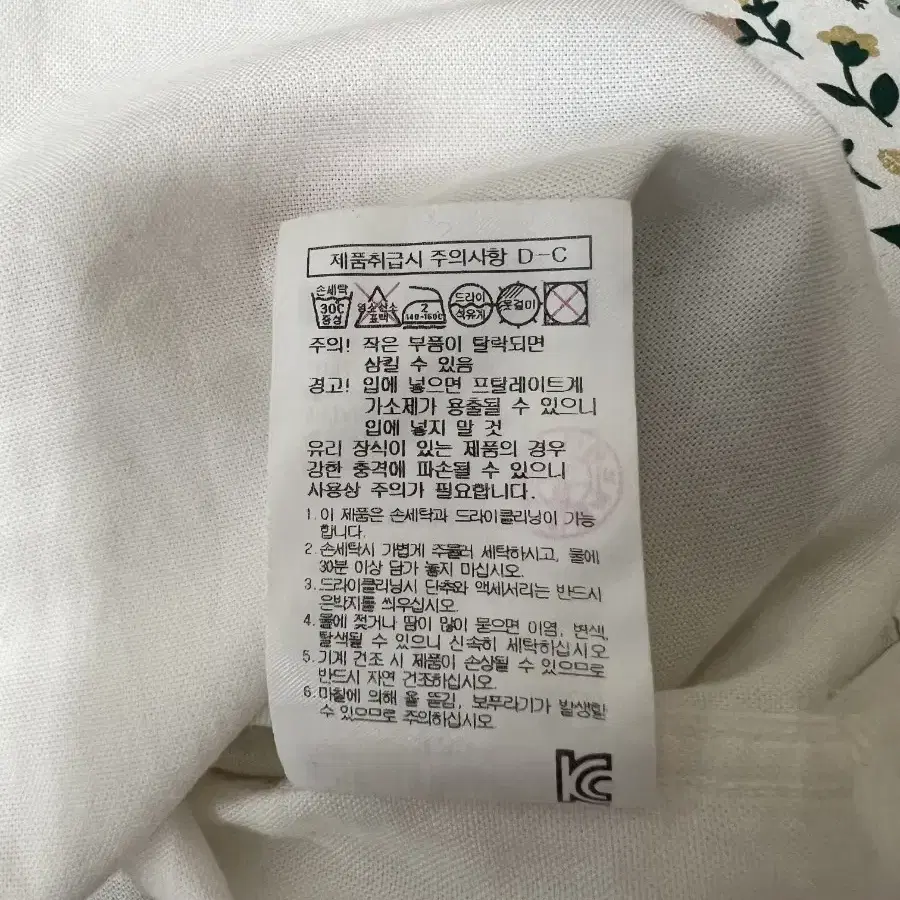 제품취급시 주의사항 D-C
손세탁 30C 중성
염소산소 표백
2 140-160C
드라이 석유계
옷걸이
주의! 작은 부품이 탈락되면
삼킬 수 있음
경고! 입에 넣으면 프탈레이트계
가소제가 용출될 수 있으니
입에 넣지 말 것
유리 장식이 있는 제품의 경우
강한 충격에 파손될 수 있으니
사용상 주의가 필요합니다.
1. 이 제품은 손세탁과 드라이클리닝이 가능
합니다.
2. 손세탁시 가볍게 주물러 세탁하시고, 물에
30분 이상 담가 놓지 마십시오.
3. 드라이클리닝시 단추와 액세서리는 반드시
은박지를 씌우십시오.
4. 물에 젖거나 땀이 많이 묻으면 이염, 변색,
탈색될 수 있으니 신속히 세탁하십시오
5. 기계 건조 시 제품이 손상될 수 있으므로
반드시 자연 건조하십시오.
6. 마찰에 의해 올 뜯김, 보푸라기가 발생할
수 있으므로 주의하십시오
KC